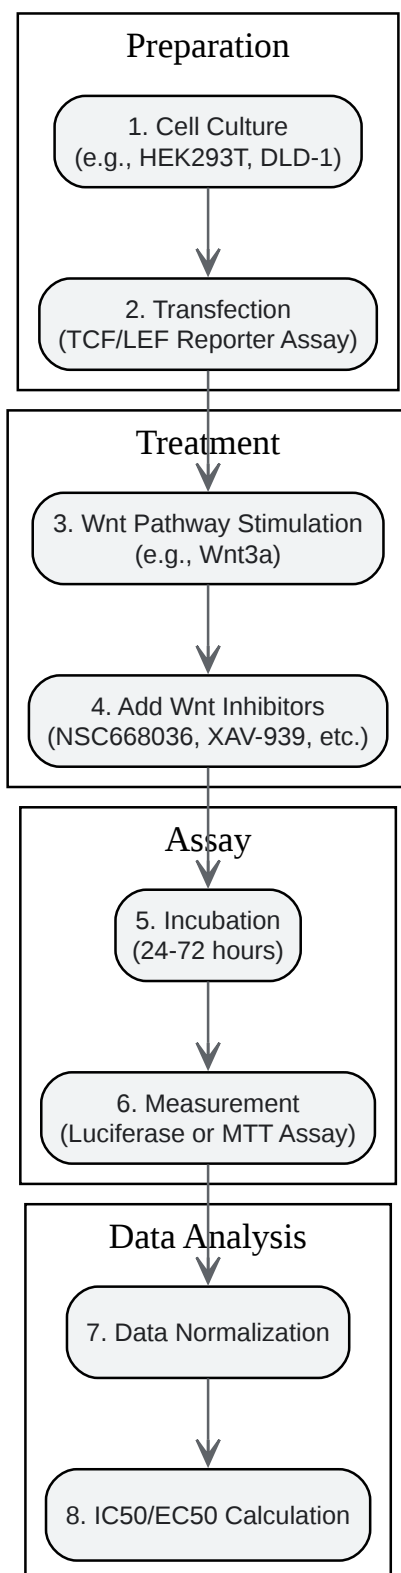 Preparation
1. Cell Culture
(e.g., HEK293T, DLD-1)
2. Transfection
(TCF/LEF Reporter Assay)
Treatment
3. Wnt Pathway Stimulation
(e.g., Wnt3a)
4. Add Wnt Inhibitors
(NSC668036, XAV-939, etc.)
Assay
5. Incubation
(24-72 hours)
6. Measurement
(Luciferase or MTT Assay)
Data Analysis
7. Data Normalization
8. IC50/EC50 Calculation